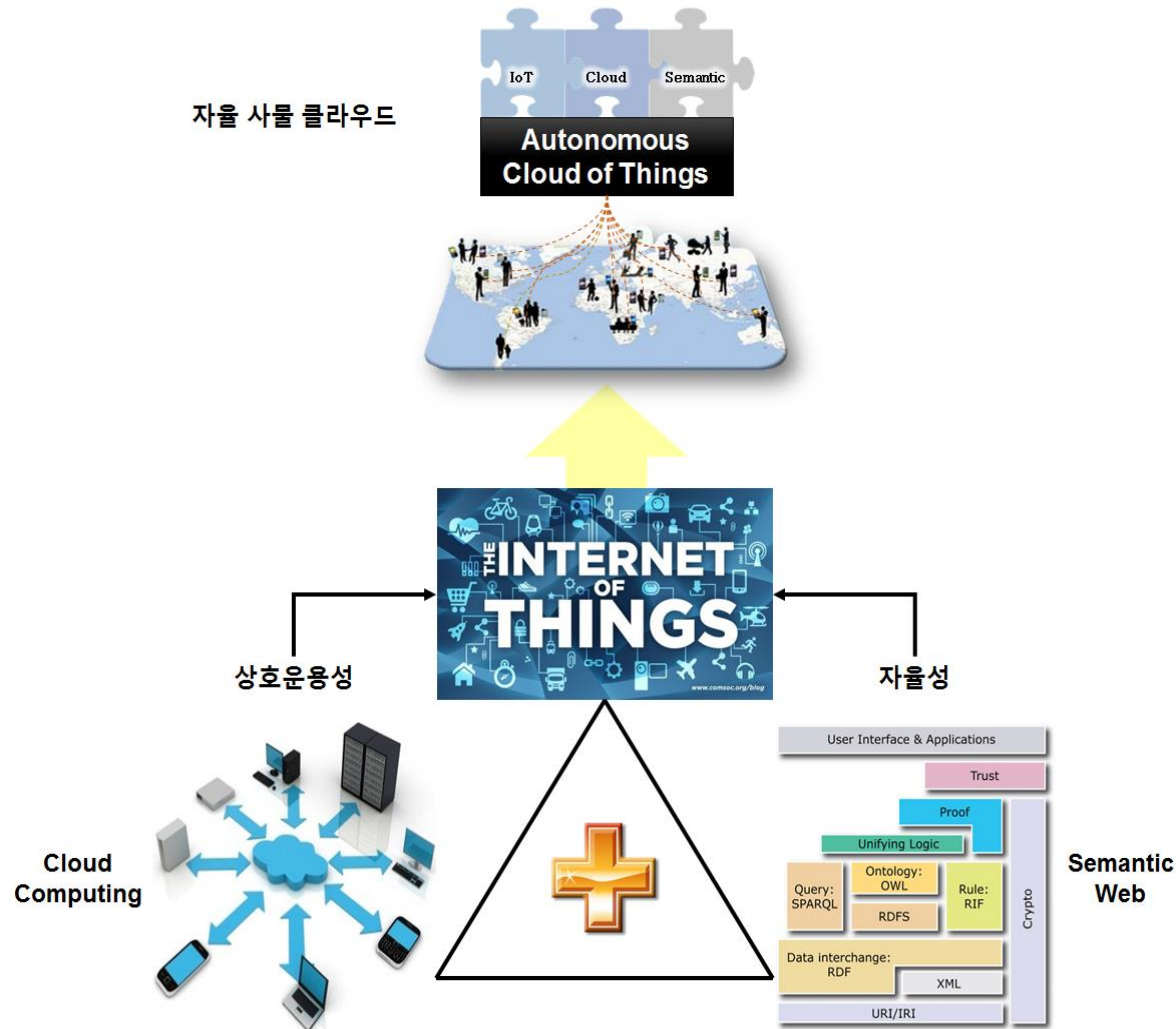 IoT
Cloud
Semantic
자율 사물 클라우드
Autonomous
Cloud of Things
THE INTERNET
OF
THINGS
www.comsoc.org/blog
상호운용성
자율성
Cloud
Computing
User Interface & Applications
Trust
Proof
Unifying Logic
Query:
SPARQL
Ontology:
OWL
Rule:
RIF
RDFS
Crypto
Data interchange:
RDF
XML
URI/IRI
Semantic
Web